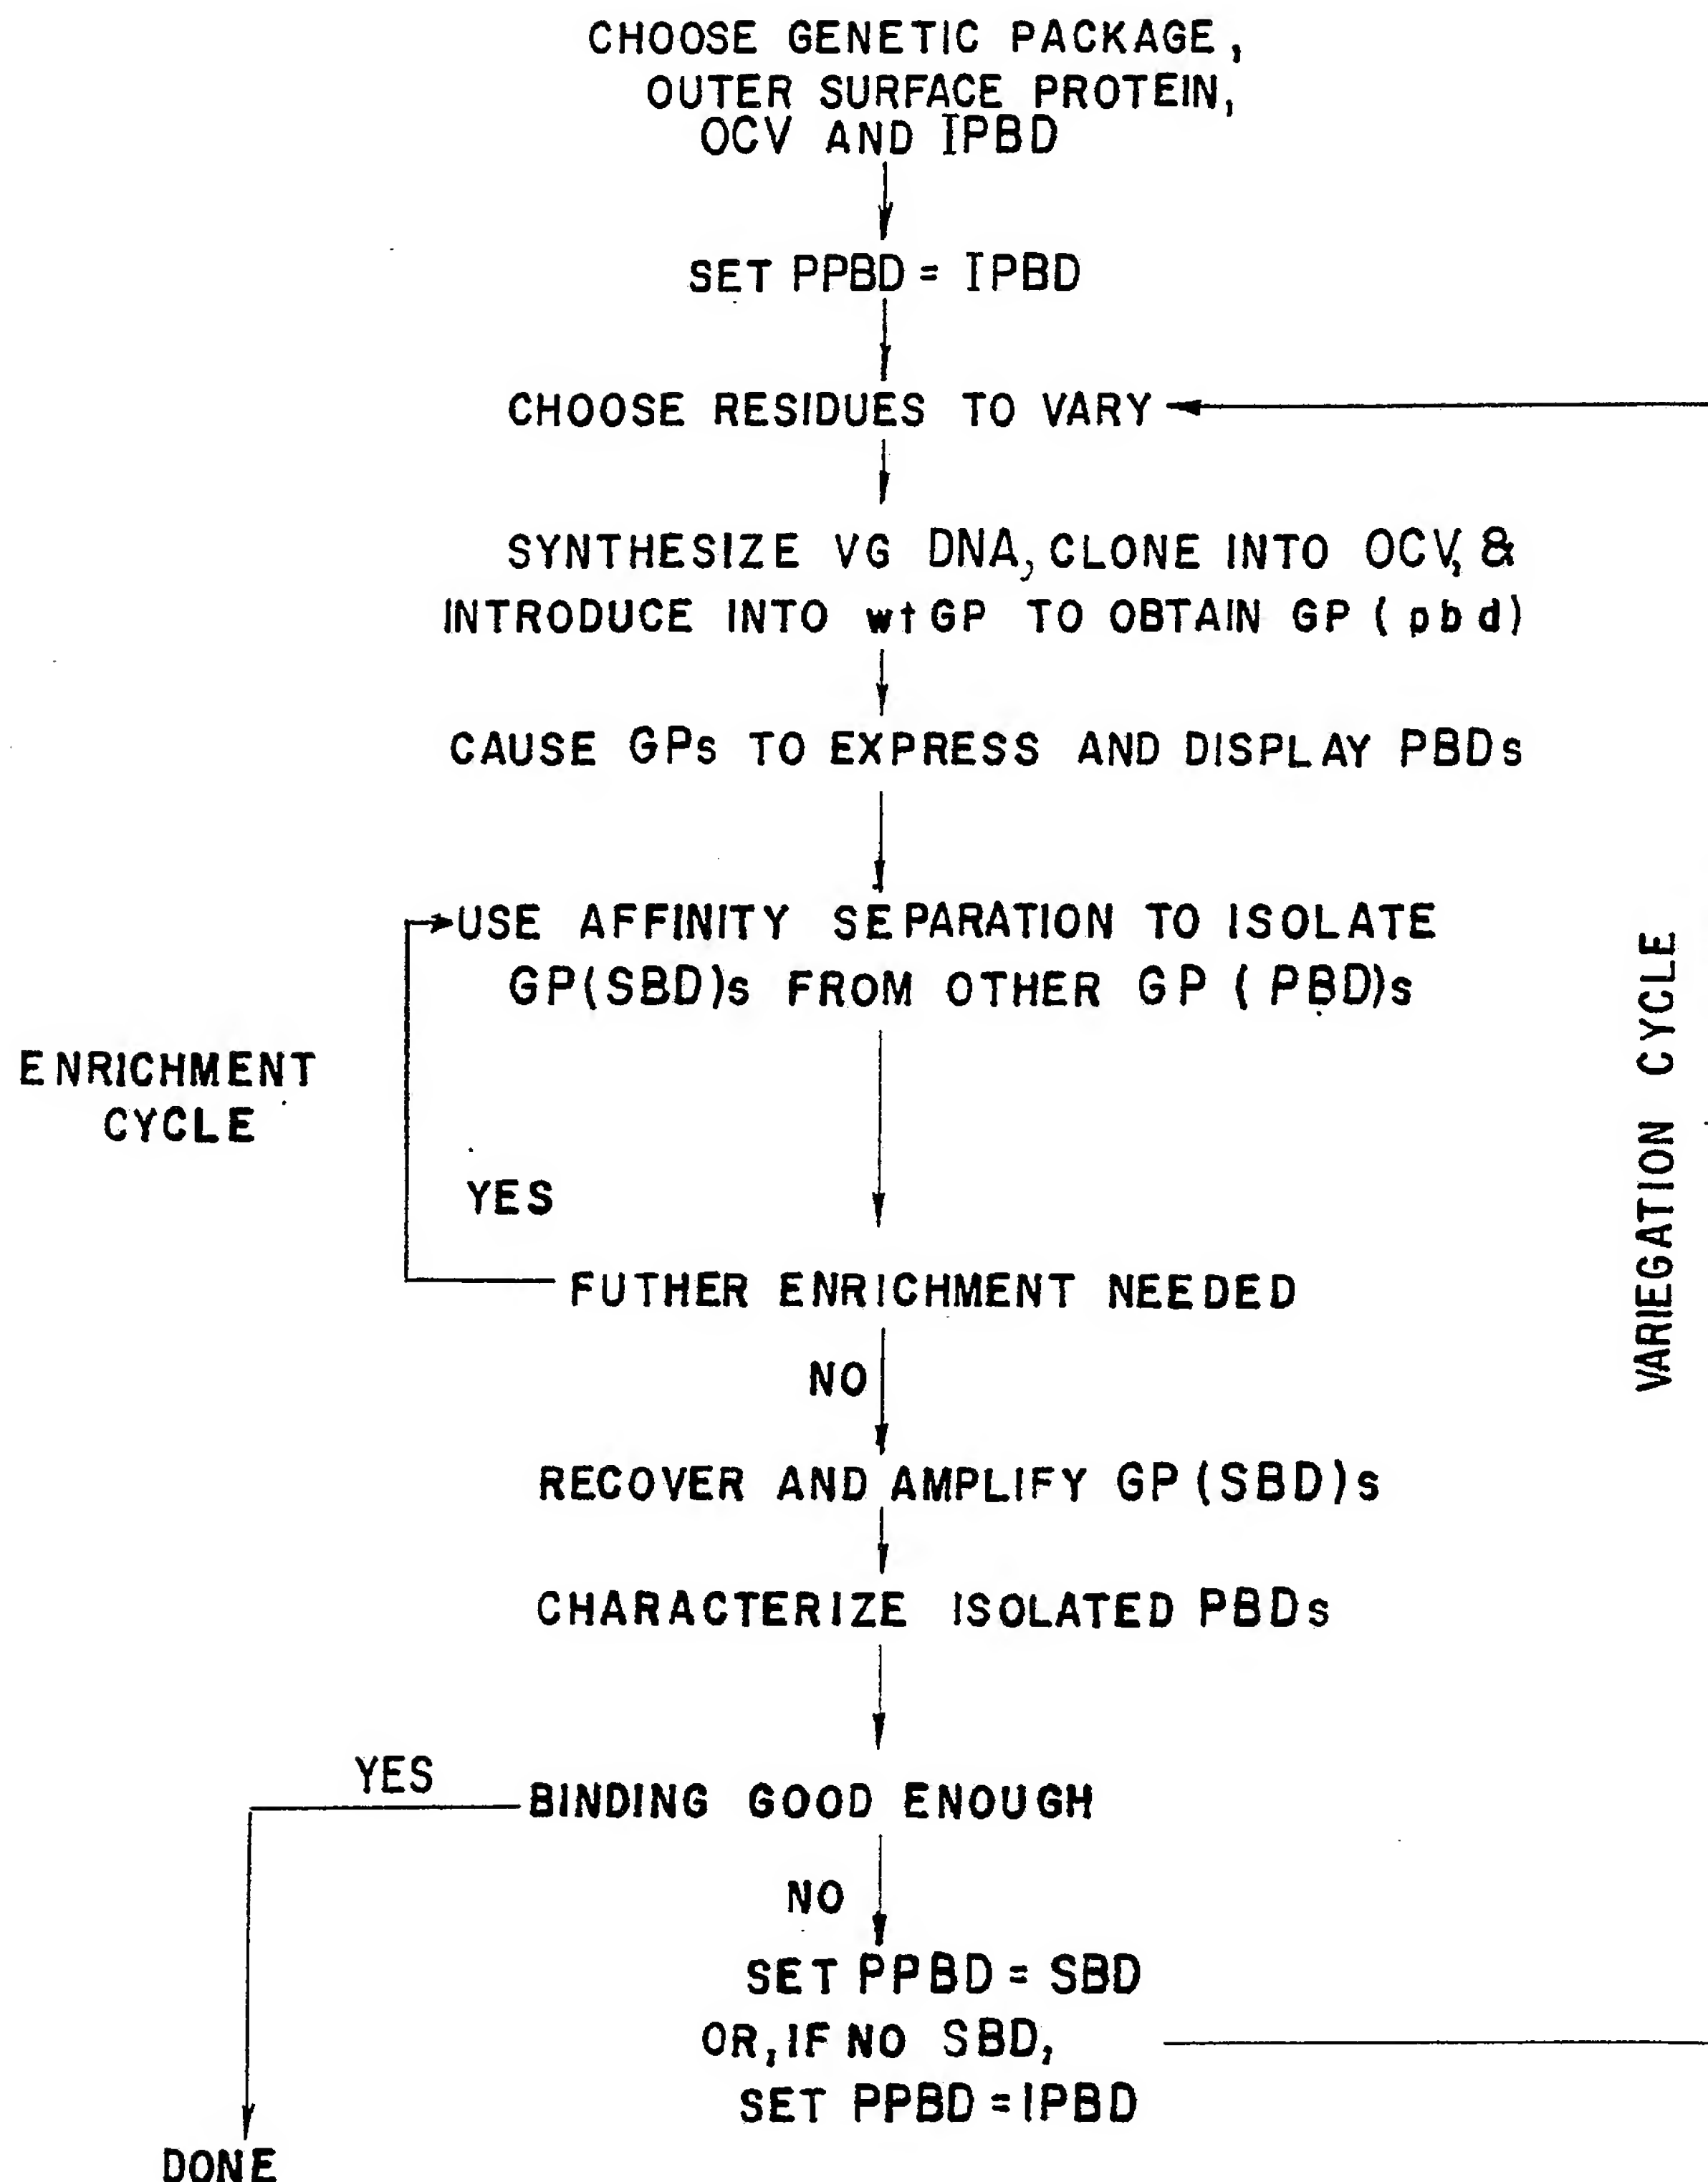 CHOOSE GENETIC PACKAGE,
OUTER SURFACE PROTEIN,
OCV AND IPBD
SET PPBD = IPBD
CHOOSE RESIDUES TO VARY
SYNTHESIZE VG DNA, CLONE INTO OCV, &
INTRODUCE INTO wtGP TO OBTAIN GP (pbd)
CAUSE GPs TO EXPRESS AND DISPLAY PBDs
USE AFFINITY SEPARATION TO ISOLATE
GP(SBD)s FROM OTHER GP (PBD)s
ENRICHMENT
CYCLE
YES
VARIEGATION CYCLE
FUTHER ENRICHMENT NEEDED
NO
RECOVER AND AMPLIFY GP(SBD)s
CHARACTERIZE ISOLATED PBDs
YES
BINDING GOOD ENOUGH
NO
SET PPBD = SBD
OR, IF NO SBD,
SET PPBD = IPBD
DONE